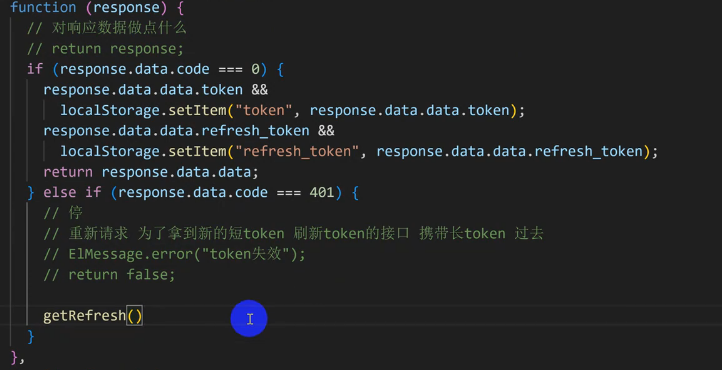 function (response) {
// 对响应数据做点什么
// return response;
if (response.data.code === 0) {
response.data.data.token &&
localStorage.setItem("token", response.data.data.token);
response.data.data.refresh_token &&
localStorage.setItem("refresh_token", response.data.data.refresh_token);
return response.data.data;
} else if (response.data.code === 401) {
// 停
// 重新请求 为了拿到新的短token 刷新token的接口 携带长token 过去
// ElMessage.error("token失效");
// return false;
getRefresh()
}
},